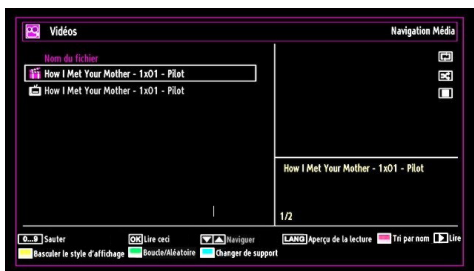 Vidéos
Navigation Média
Nom du fichier
How I Met Your Mother - 1x01 - Pilot
How I Met Your Mother - 1x01 - Pilot
How I Met Your Mother - 1x01 - Pilot
1/2
0...9 Sauter OK Lire ceci Naviguer LANG Aperçu de la lecture Tri par nom Lire
Basculer le style d'affichage Boucle/Aléatoire Changer de support